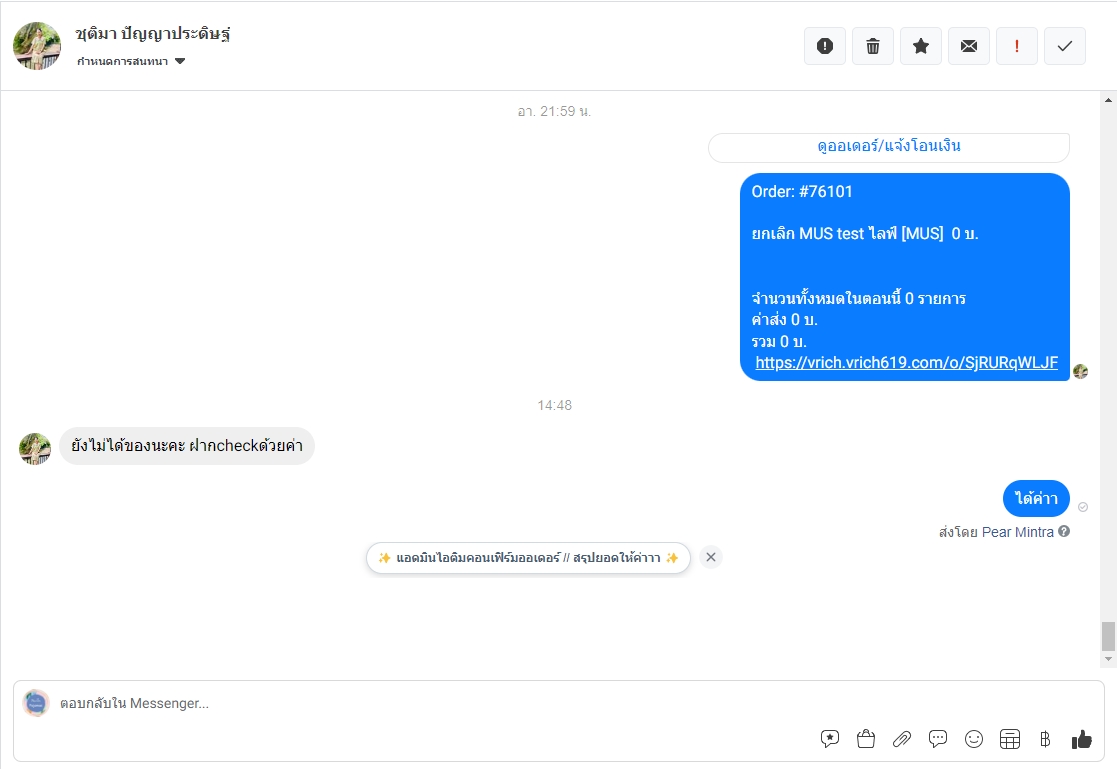 ชุติมา ปัญญาประดิษฐ์
กำหนดการสนทนา
อา. 21:59 น.
ดูออเดอร์/แจ้งโอนเงิน
Order: #76101
ยกเลิก MUS test ไลฟ์ [MUS] 0 บ.
จำนวนทั้งหมดในตอนนี้ 0 รายการ
ค่าส่ง 0 บ.
รวม 0 บ.
https://vrich.vrich619.com/o/SjRURqWLJF
14:48
ยังไม่ได้ของนะคะ ฝากcheckด้วยค่า
ได้ค่าา
ส่งโดย Pear Mintra
✨ แอดมินไอติมคอนเฟิร์มออเดอร์ // สรุปยอดให้ค่าาา ✨
ตอบกลับใน Messenger...